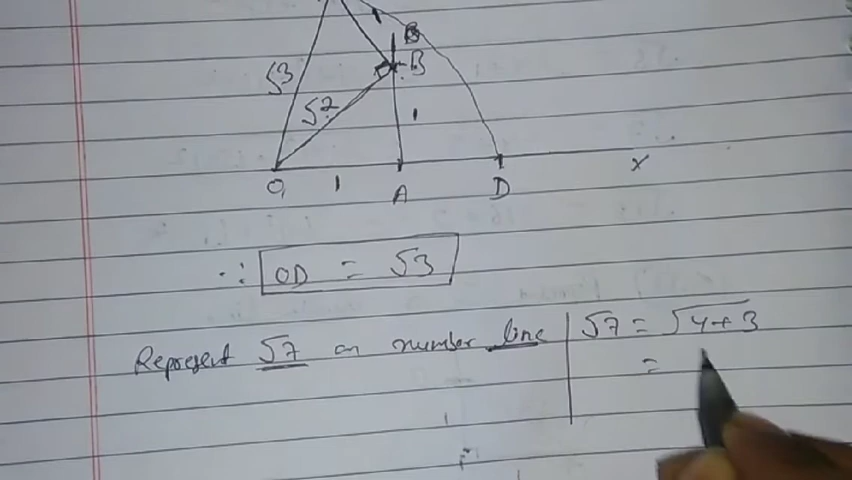 1
B
B
√3
√2
1
O
1
A
D
X
∴ OD = √3
Represent √7 on number line
√7 = √4+3
=